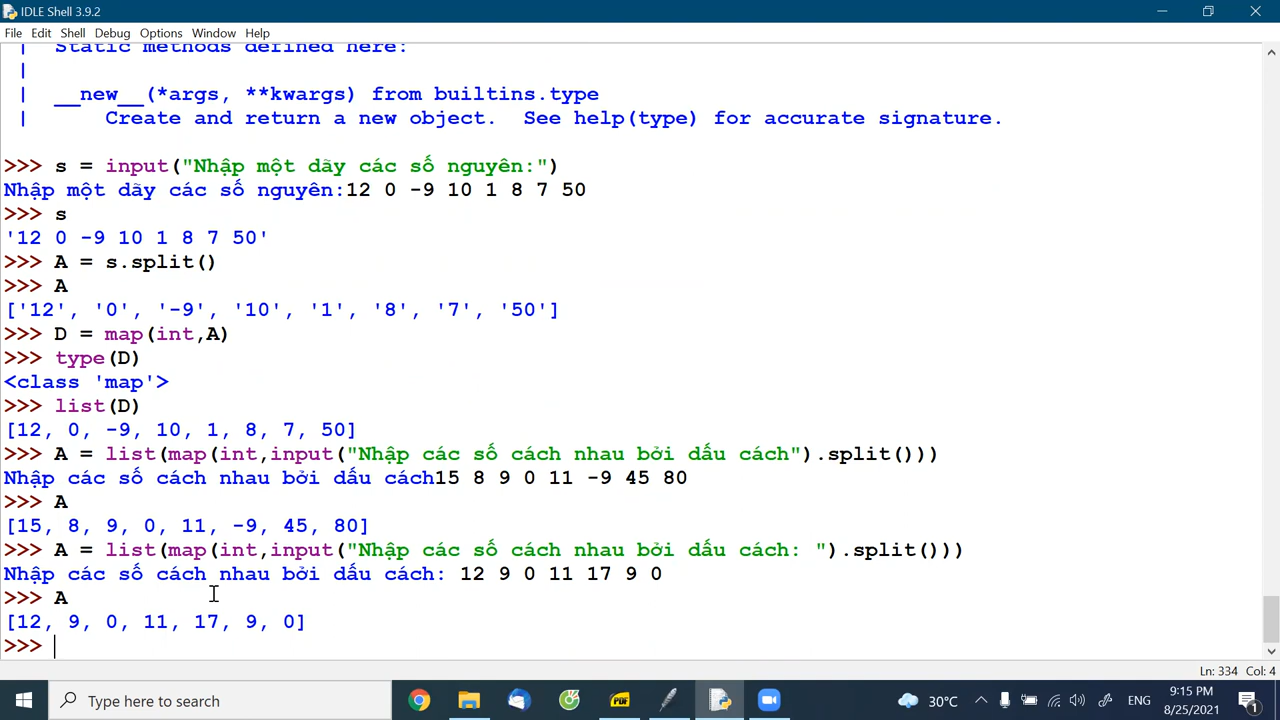 IDLE Shell 3.9.2
File Edit Shell Debug Options Window Help
| Static methods defined here:
|
| __new__(*args, **kwargs) from builtins.type
| Create and return a new object. See help(type) for accurate signature.
>>> s = input("Nhập một dãy các số nguyên:")
Nhập một dãy các số nguyên:12 0 -9 10 1 8 7 50
>>> s
'12 0 -9 10 1 8 7 50'
>>> A = s.split()
>>> A
['12', '0', '-9', '10', '1', '8', '7', '50']
>>> D = map(int,A)
>>> type(D)
<class 'map'>
>>> list(D)
[12, 0, -9, 10, 1, 8, 7, 50]
>>> A = list(map(int,input("Nhập các số cách nhau bởi dấu cách").split()))
Nhập các số cách nhau bởi dấu cách15 8 9 0 11 -9 45 80
>>> A
[15, 8, 9, 0, 11, -9, 45, 80]
>>> A = list(map(int,input("Nhập các số cách nhau bởi dấu cách: ").split()))
Nhập các số cách nhau bởi dấu cách: 12 9 0 11 17 9 0
>>> A
[12, 9, 0, 11, 17, 9, 0]
>>>
Ln: 334 Col: 4
Type here to search
PDF
30°C
ENG
9:15 PM
8/25/2021
1